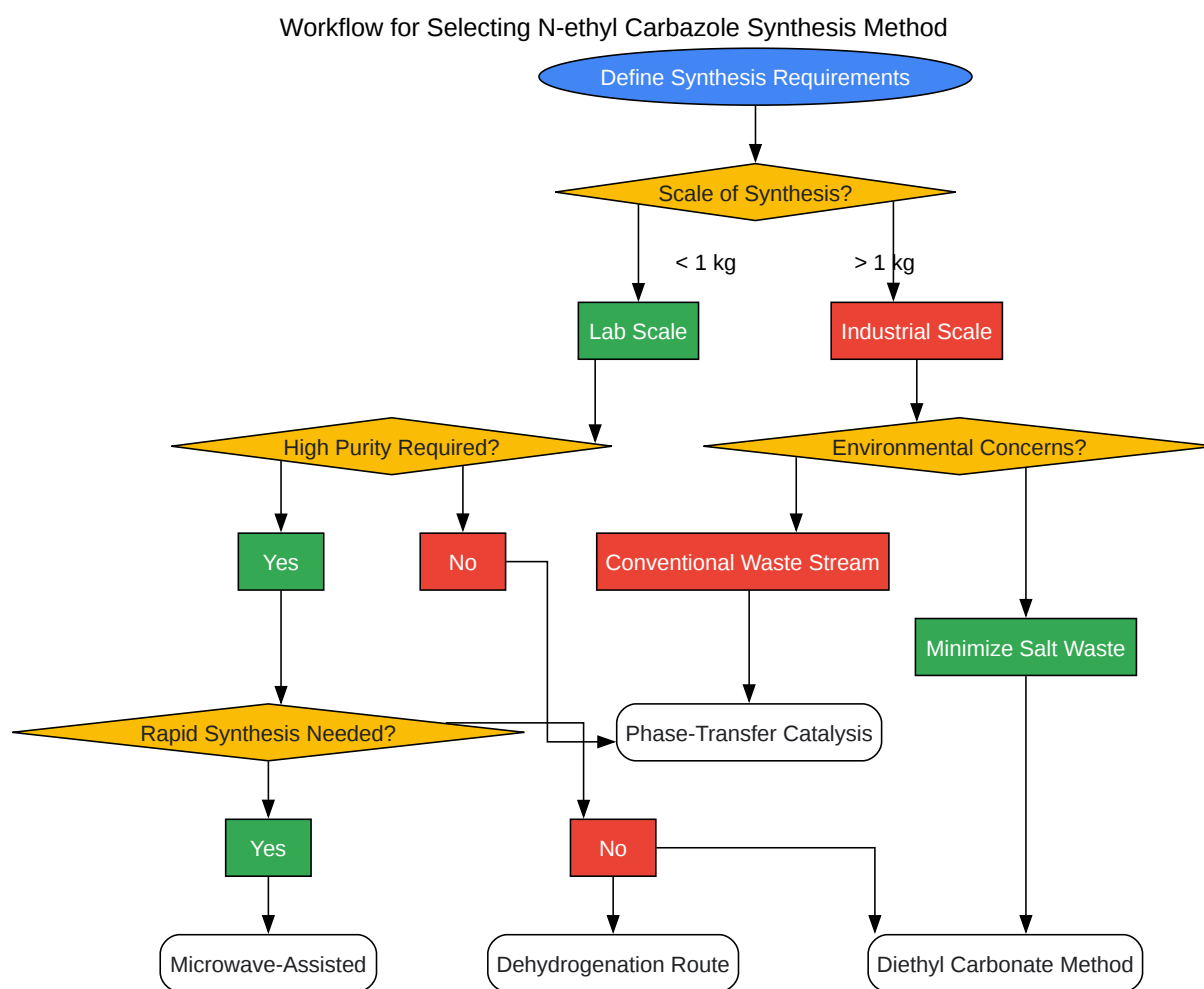 Workflow for Selecting N-ethyl Carbazole Synthesis Method
Define Synthesis Requirements
Scale of Synthesis?
< 1 kg
> 1 kg
Lab Scale
Industrial Scale
High Purity Required?
Environmental Concerns?
Yes
No
Conventional Waste Stream
Minimize Salt Waste
Rapid Synthesis Needed?
Phase-Transfer Catalysis
Yes
No
Microwave-Assisted
Dehydrogenation Route
Diethyl Carbonate Method